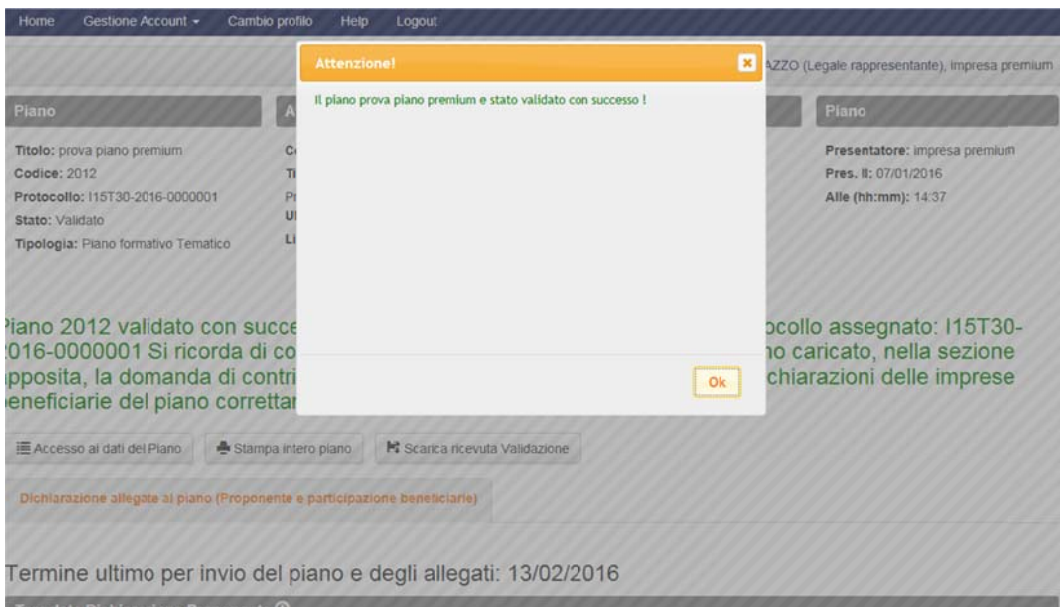 Home Gestione Account Cambio profilo Help Logout
AZZO (Legale rappresentante), Impresa premium
Attenzione!
Il piano prova piano premium e stato validato con successo !
Ok
Piano
Titolo: prova piano premium
Codice: 2012
Protocollo: I15T30-2016-0000001
Stato: Validato
Tipologia: Piano formativo Tematico
Piano
Presentatore: impresa premium
Pres. Il: 07/01/2016
Alle (hh:mm): 14:37
Piano 2012 validato con succe ocollo assegnato: I15T30-
2016-0000001 Si ricorda di co no caricato, nella sezione
apposita, la domanda di contri chiarazioni delle imprese
beneficiarie del piano correttar
Accesso ai dati del Piano Stampa intero piano Scarica ricevuta Validazione
Dichiarazione allegate al piano (Proponente e participazione beneficiarie)
Termine ultimo per invio del piano e degli allegati: 13/02/2016